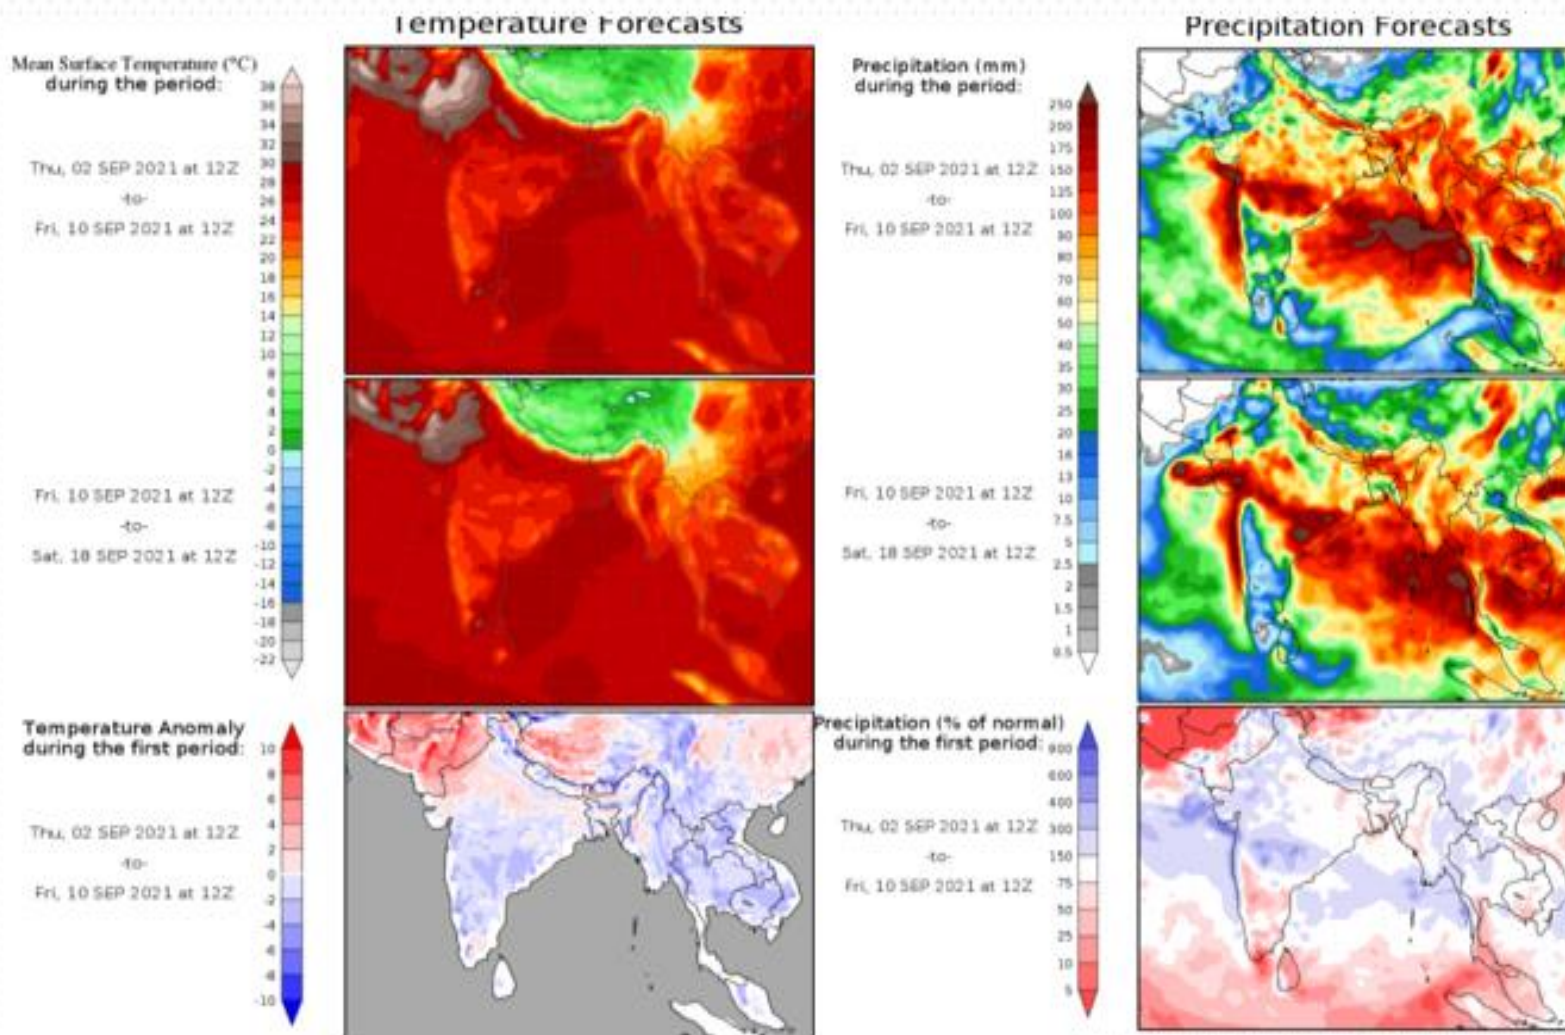 Temperature Forecasts
Mean Surface Temperature (°C)
during the period:
38
36
34
32
30
28
26
24
22
20
18
16
14
12
10
8
6
4
2
0
-2
-4
-6
-8
-10
-12
-14
-16
-18
-20
-22
Thu, 02 SEP 2021 at 12Z
-to-
Fri, 10 SEP 2021 at 12Z
Fri, 10 SEP 2021 at 12Z
-to-
Sat, 18 SEP 2021 at 12Z
Temperature Anomaly
during the first period:
10
8
6
4
2
0
-2
-4
-6
-8
-10
Thu, 02 SEP 2021 at 12Z
-to-
Fri, 10 SEP 2021 at 12Z
Precipitation Forecasts
Precipitation (mm)
during the period:
250
200
175
150
125
100
90
80
70
60
50
40
35
30
25
20
16
13
10
7.5
5
2.5
2
1.5
1
0.5
Thu, 02 SEP 2021 at 12Z
-to-
Fri, 10 SEP 2021 at 12Z
Fri, 10 SEP 2021 at 12Z
-to-
Sat, 18 SEP 2021 at 12Z
Precipitation (% of normal)
during the first period:
900
600
400
300
150
75
50
25
10
5
Thu, 02 SEP 2021 at 12Z
-to-
Fri, 10 SEP 2021 at 12Z